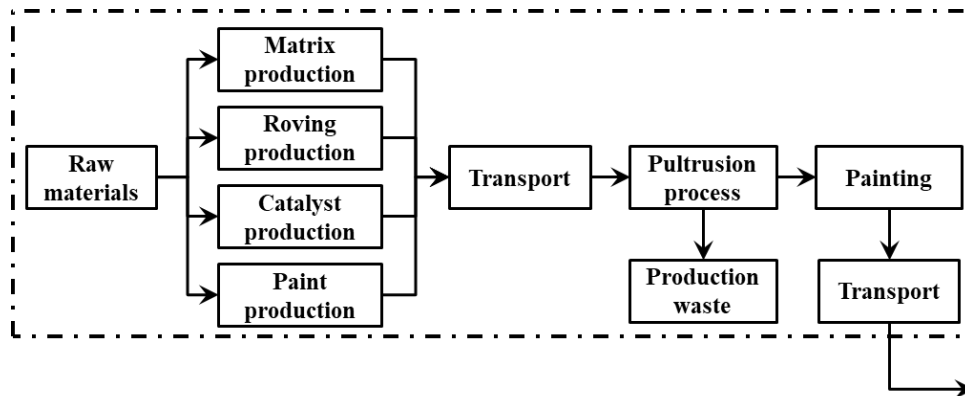 Matrix
production
Roving
production
Raw
materials
Catalyst
production
Paint
production
Transport
Pultrusion
process
Painting
Production
waste
Transport